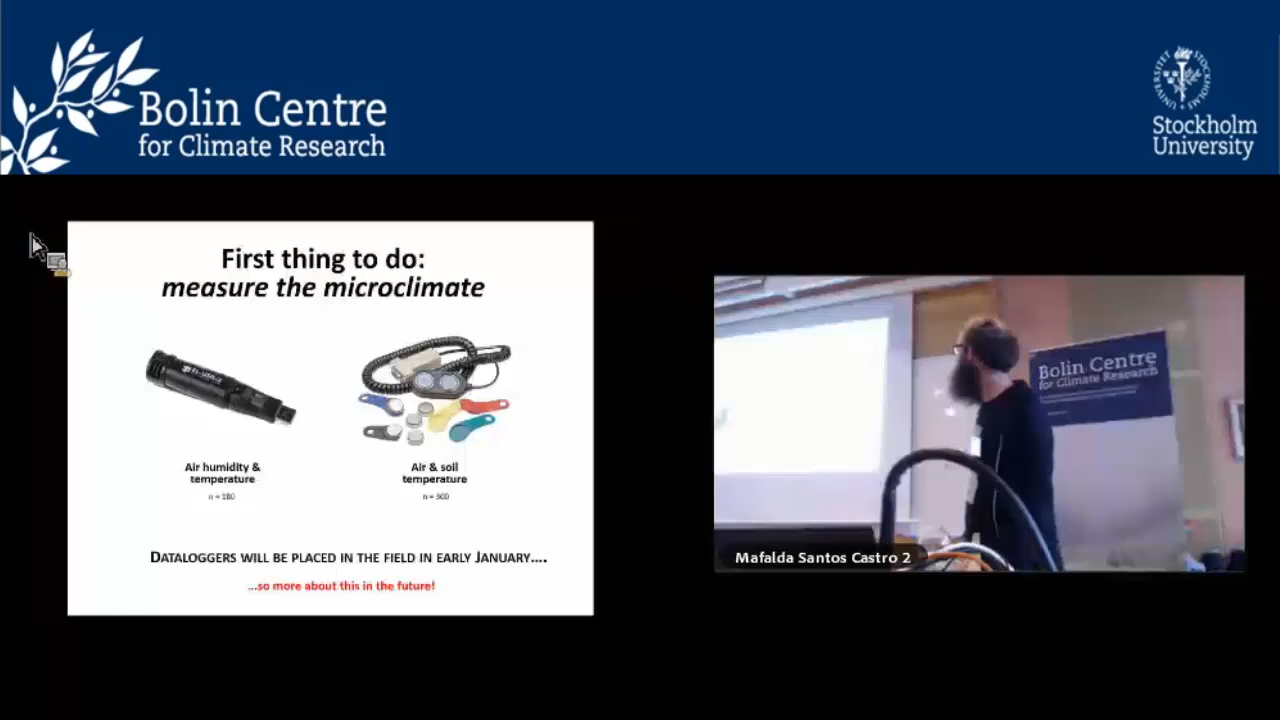 Bolin Centre
for Climate Research
Stockholm
University
First thing to do:
measure the microclimate
Air humidity &
temperature
Air & soil
temperature
n = 300
DATALOGGERS WILL BE PLACED IN THE FIELD IN EARLY JANUARY....
...so more about this in the future!
Bolin Centre
for Climate Research
Mafalda Santos Castro 2